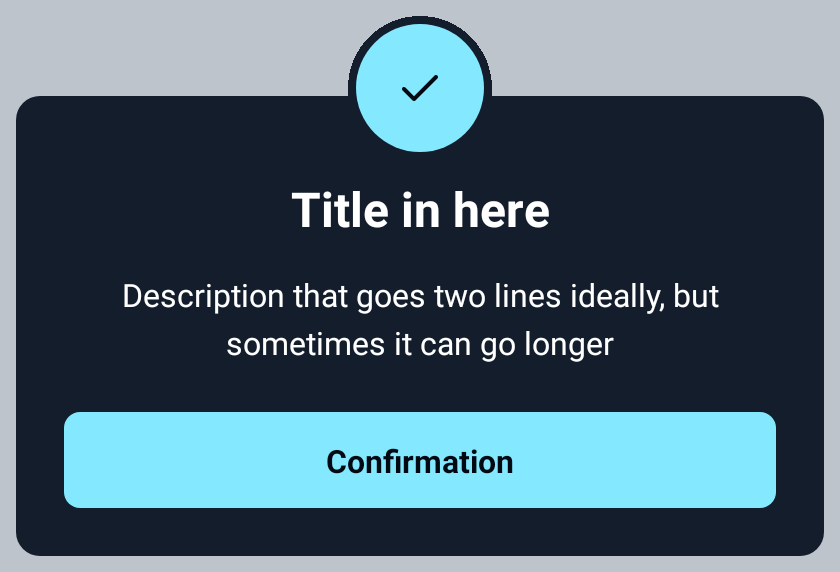 Title in here
Description that goes two lines ideally, but
sometimes it can go longer
Confirmation